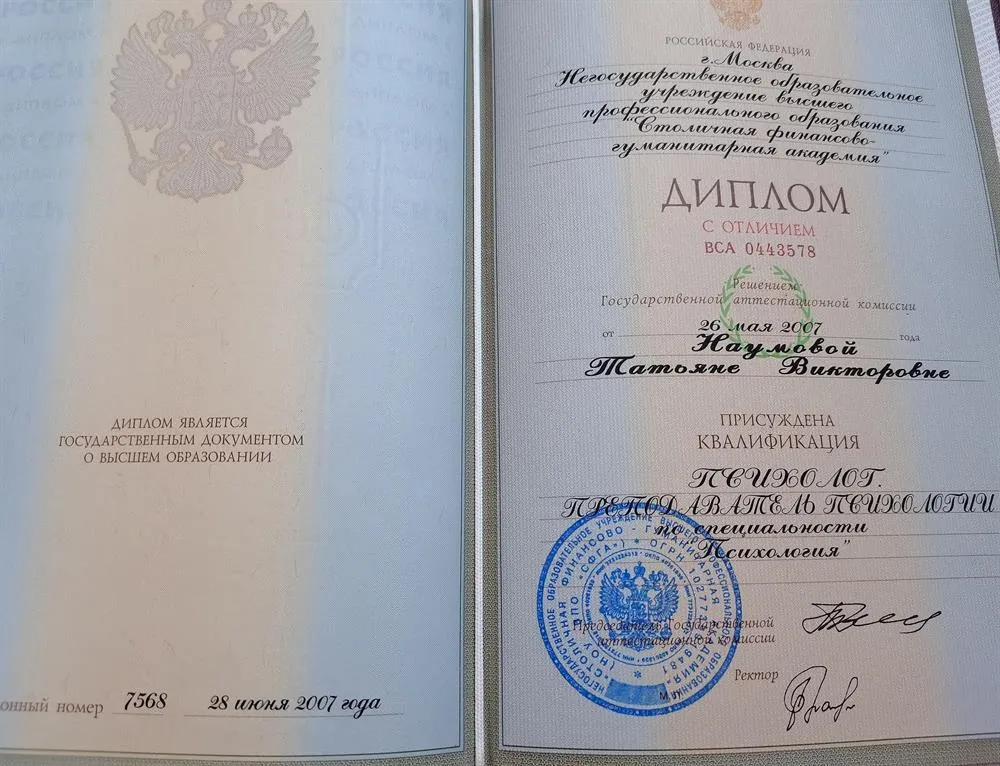 ДИПЛОМ ЯВЛЯЕТСЯ
ГОСУДАРСТВЕННЫМ ДОКУМЕНТОМ
О ВЫСШЕМ ОБРАЗОВАНИИ
онный номер 7568 28 июня 2007 года
РОССИЙСКАЯ ФЕДЕРАЦИЯ
г.Москва
Негосударственное образовательное
учреждение высшего
профессионального образования
"Столичная финансово-
гуманитарная академия"
ДИПЛОМ
С ОТЛИЧИЕМ
ВСА 0443578
Решением
Государственной аттестационной комиссии
от 26 мая 2007 года
Наумовой
Татьяне Викторовне
ПРИСУЖДЕНА
КВАЛИФИКАЦИЯ
ПСИХОЛОГ.
ПРЕПОДАВАТЕЛЬ ПСИХОЛОГИИ
по специальности
"Психология"
Председатель Государственной
аттестационной комиссии
Ректор